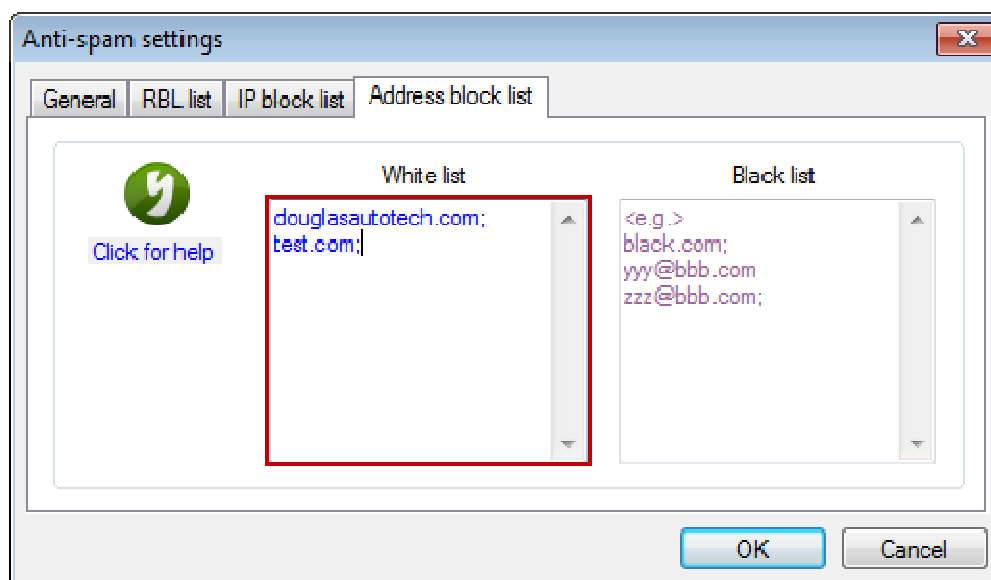 Anti-spam settings
General RBL list IP block list Address block list
White list
Black list
Click for help
douglasautotech.com;
test.com;
<e.g.>
black.com;
yyy@bbb.com
zzz@bbb.com;
OK Cancel